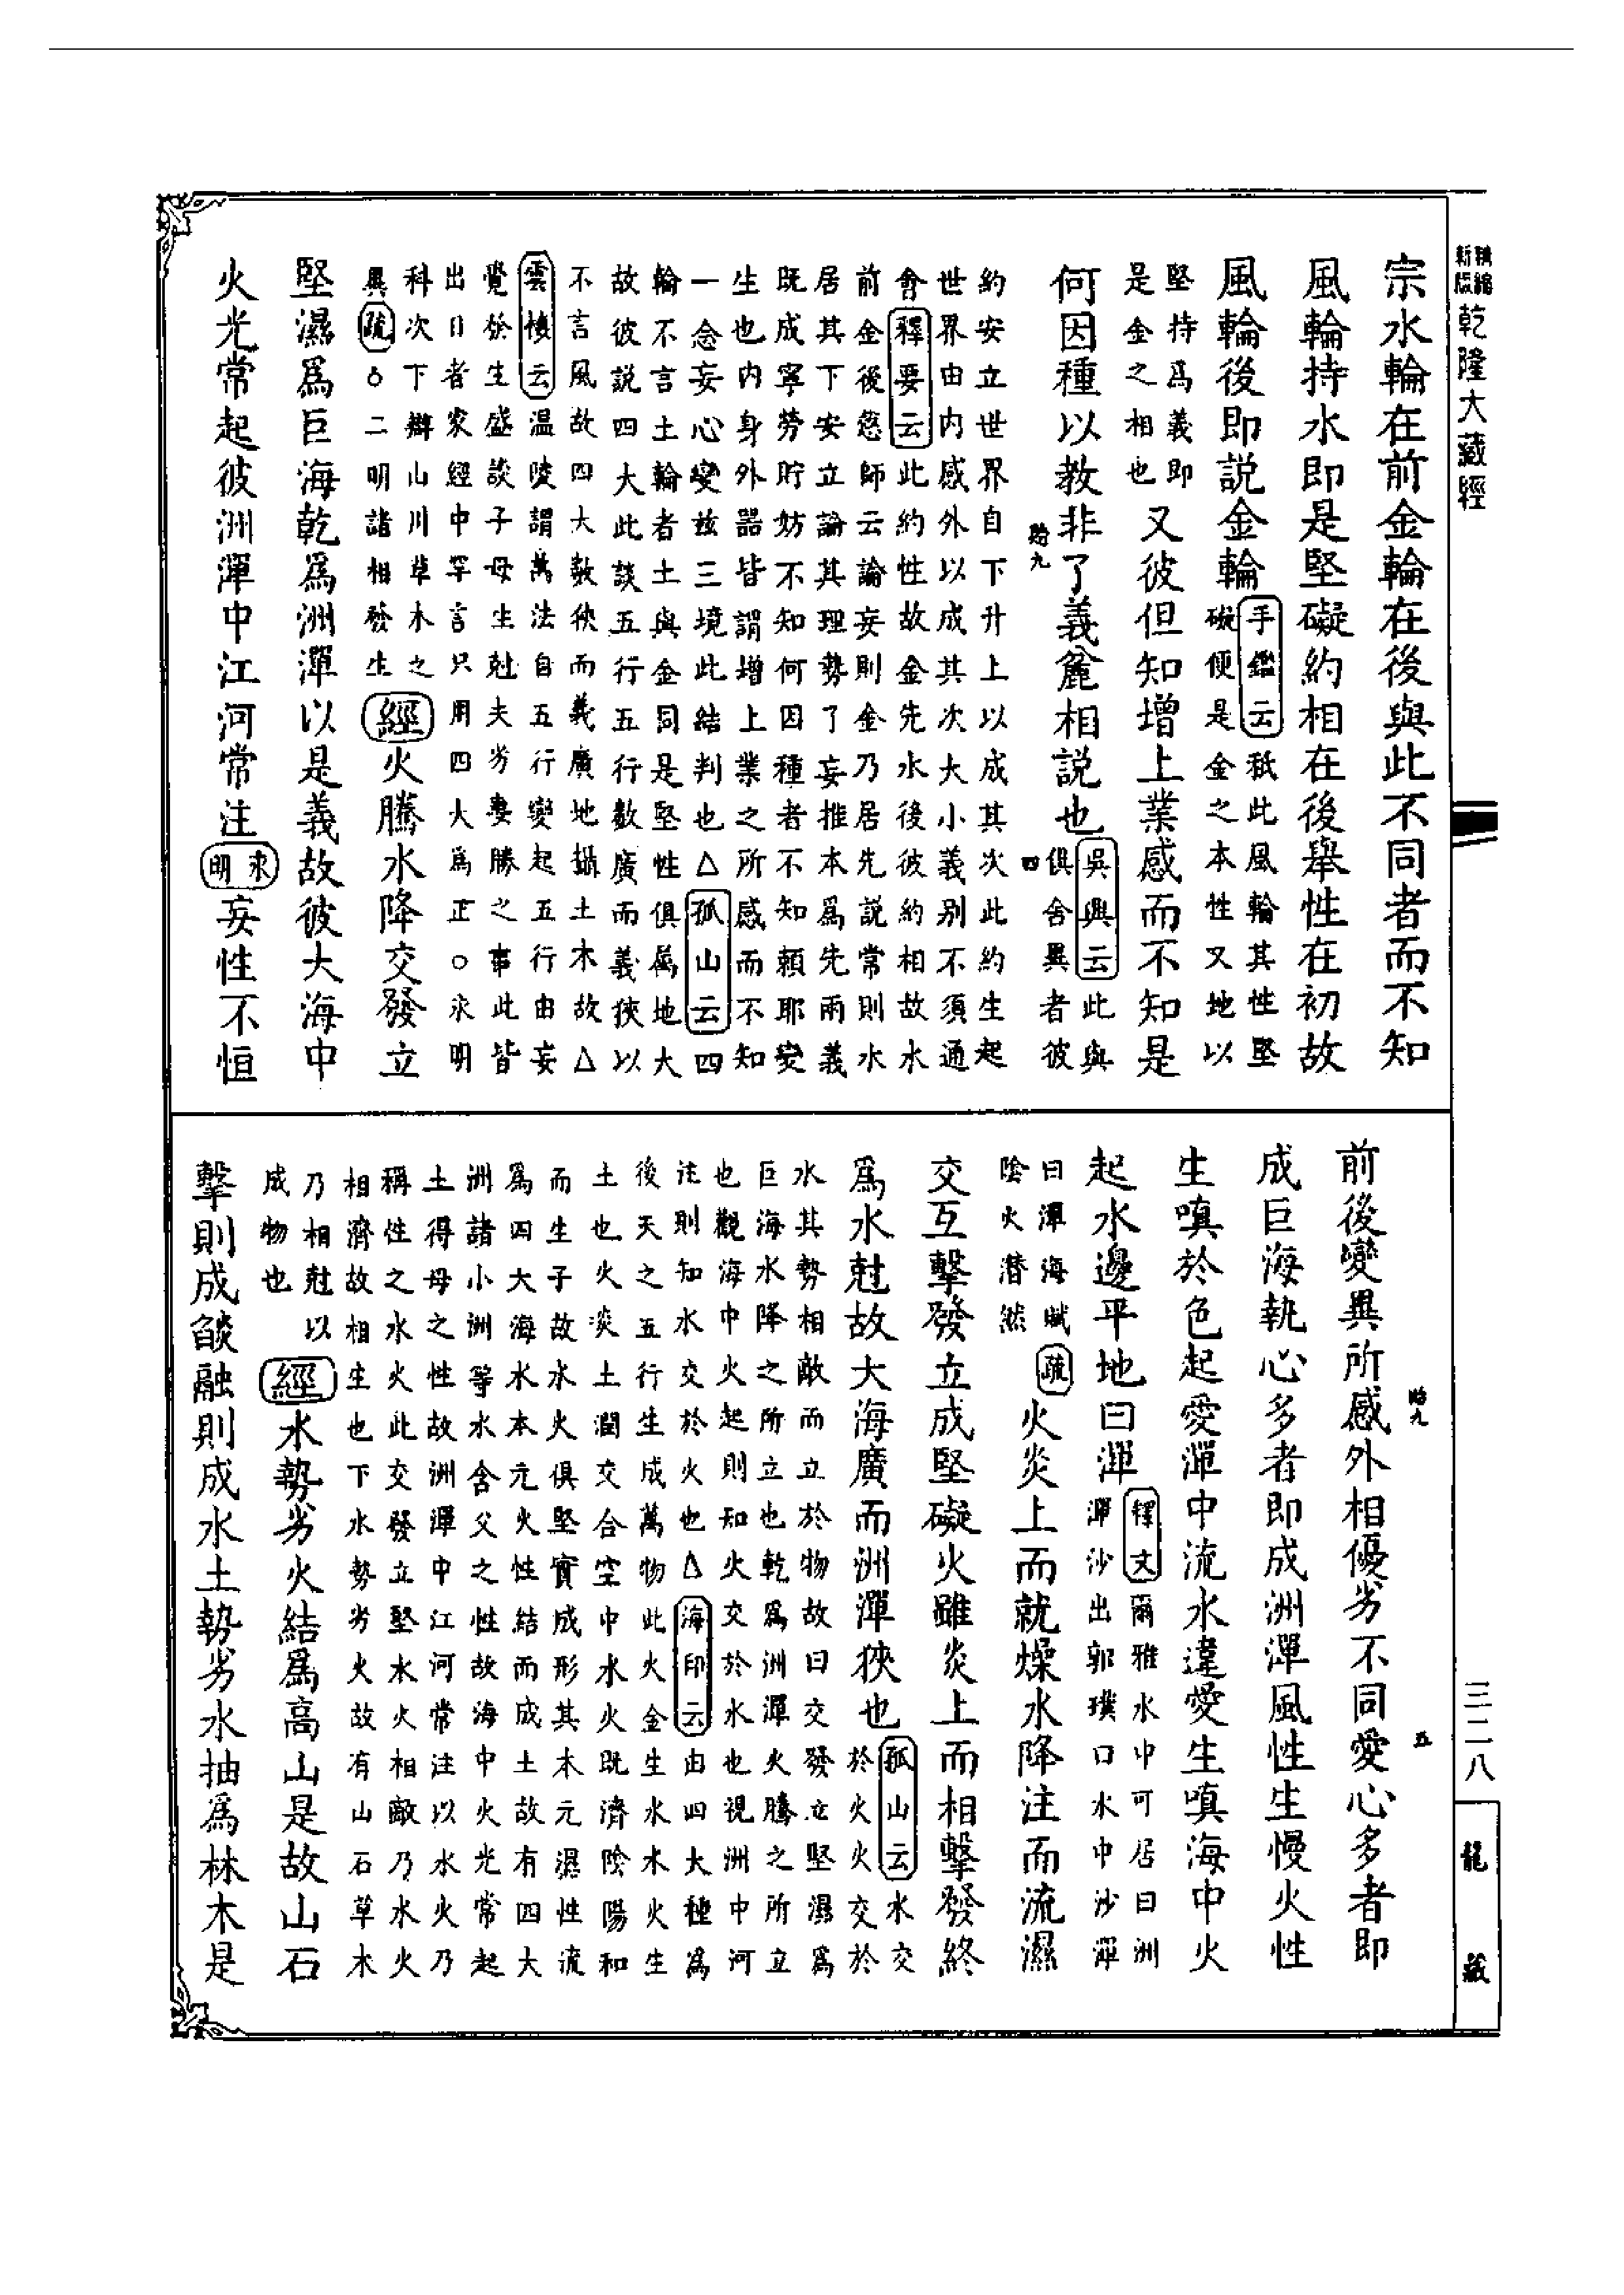 新版
精縮
乾隆大藏經
宗水輪在前金輪在後與此不同者而不知
風輪持水即是堅礙約相在後舉性在初故
風輪後即説金輪
手鑑云秖此風輪其性堅
礙便是金之本性又地以
堅持爲義即
是金之相也
又彼但知增上業感而不知是
何因種以教非了義麄相説也
吳興云此與
俱舍異者彼
約安立世界自下升上以成其次此約生起
世界由内感外以成其次大小義别不須通
會釋要云此約性故金先水後彼約相故水
前金後慈師云論妄則金乃居先説常則水
居其下安立論其理勢了妄推本爲先兩義
既成寧勞貯妨不知何因種者不知賴耶變
生也内身外器皆謂增上業之所感而不知
一念妄心變兹三境此結判也△孤山云四
輪不言土輪者土與金同是堅性俱属地大
故彼説四大此談五行五行數廣而義狹以
不言風故四大數狹而義廣地攝土木故△
雲棲云温陵謂萬法自五行變起五行由妄
覺於生盛談子母生尅夫劣妻勝之事此皆
出日者家經中罕言只用四大爲正○永明
科次下辯山川草木之
異疏○二明諸相發生
經火騰水降交發立
堅濕爲巨海乾爲洲潬以是義故彼大海中
火光常起彼洲潬中江河常注永明妄性不恒
前後變異所感外相優劣不同愛心多者即
成巨海執心多者即成洲潬風性生慢火性
生嗔於色起愛潬中流水違愛生嗔海中火
起水邊平地曰潬
釋文爾雅水中可居曰洲
潬沙出郭璞口水中沙潬
曰潬海賦
陰火潜然
疏火炎上而就燥水降注而流濕
交互擊發立成堅礙火雖炎上而相擊發終
爲水尅故大海廣而洲潬狹也
孤山云水交
於火火交於
水其勢相敵而立於物故曰交發立堅濕爲
巨海水降之所立也乾爲洲潬火騰之所立
也觀海中火起則知火交於水也視洲中河
注則知水交於火也△海印云由四大種爲
後天之五行生成萬物此火金生水木火生
土也火炎土潤交合空中水火既濟陰陽和
而生子故水火俱堅實成形其本元濕性流
爲四大海水本元火性結而成土故有四大
洲諸小洲等水含父之性故海中火光常起
土得母之性故洲潬中江河常注以水火乃
稱性之水火此交發立堅水火相敵乃水火
相濟故相生也下水勢劣火故有山石草木
乃相尅以
成物也
經水勢劣火結爲高山是故山石
擊則成燄融則成水土勢劣水抽爲林木是
三二八
龍藏